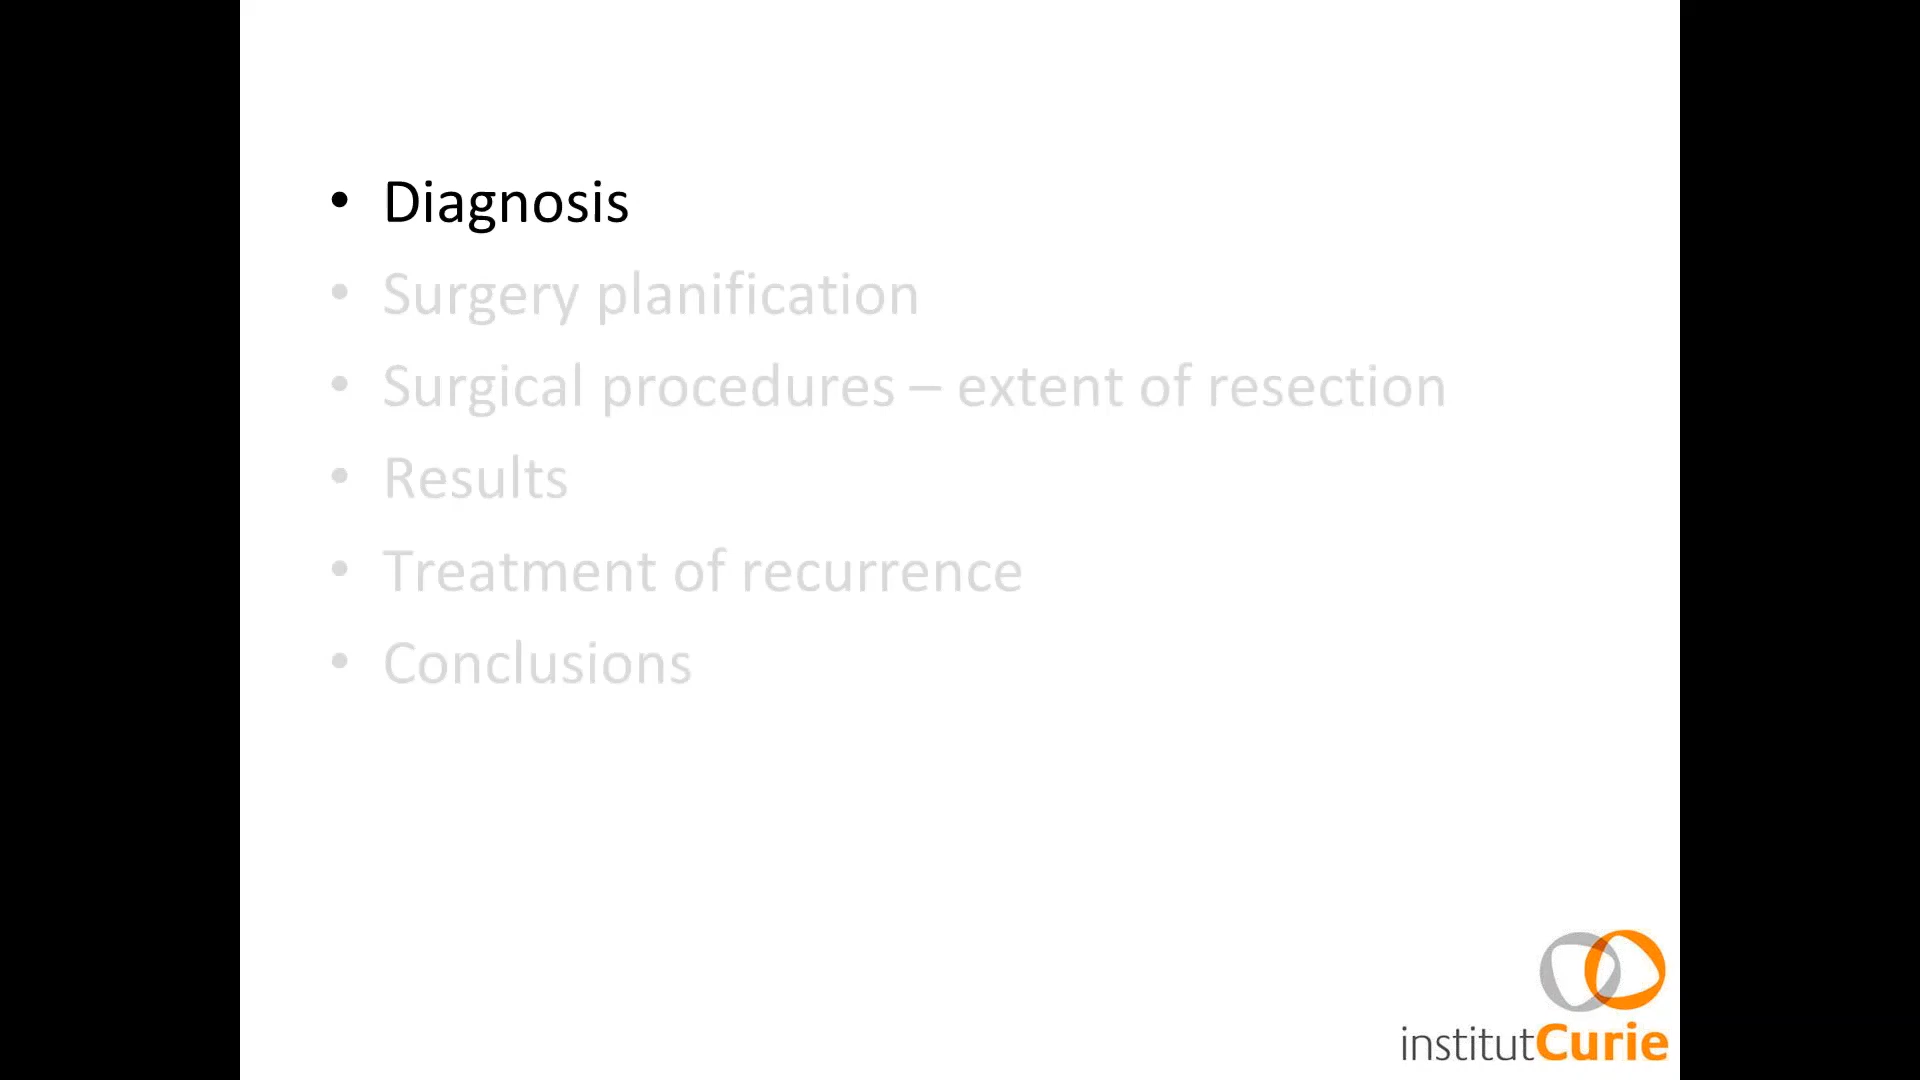 • Diagnosis
• Surgery planification
• Surgical procedures – extent of resection
• Results
• Treatment of recurrence
• Conclusions
institutCurie